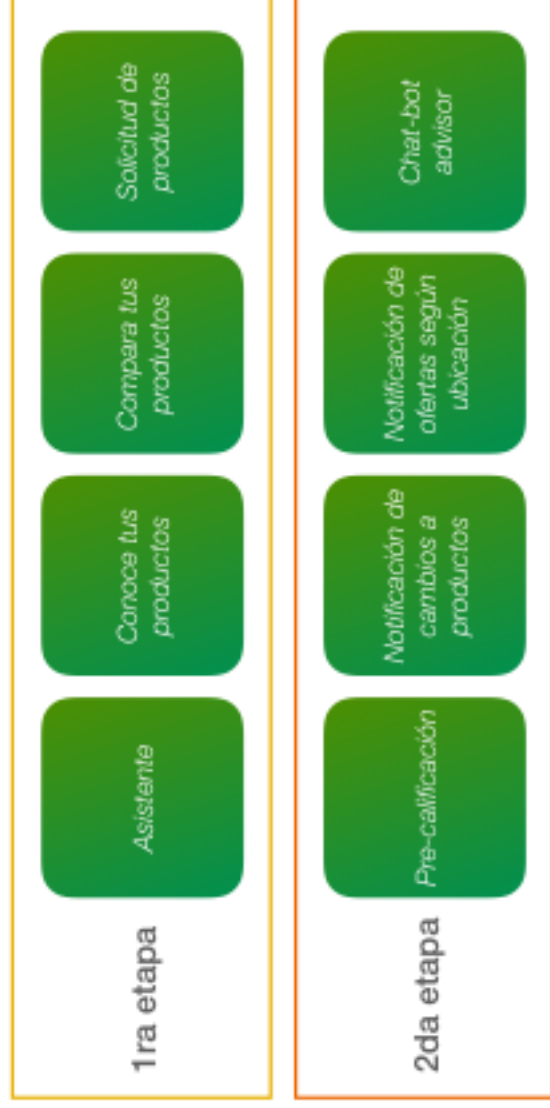 1ra etapa
Asistente
Conoce tus
productos
Compara tus
productos
Solicitud de
productos
2da etapa
Pre-calificación
Notificación de
cambios a
productos
Notificación de
ofertas según
ubicación
Chat-bot
advisor